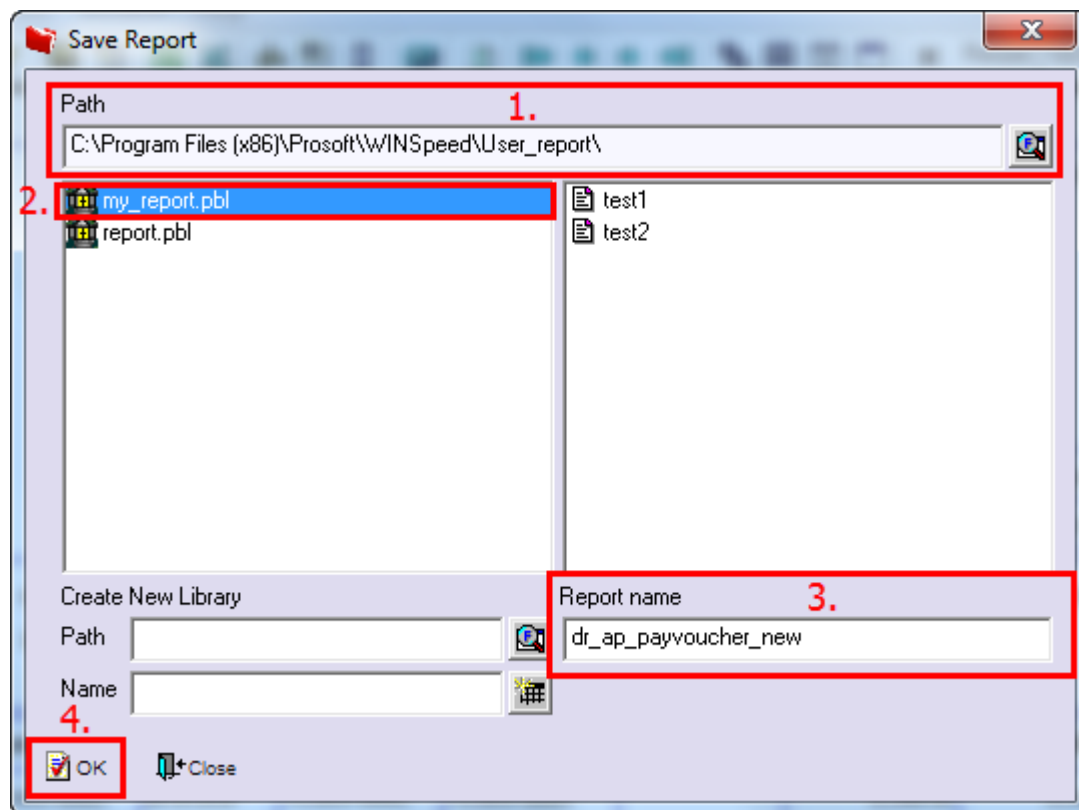 Save Report
Path
1.
C:\Program Files (x86)\Prosoft\WINSpeed\User_report\
2.
my_report.pbl
report.pbl
test1
test2
Create New Library
Path
Name
Report name
3.
dr_ap_payvoucher_new
4.
OK
Close